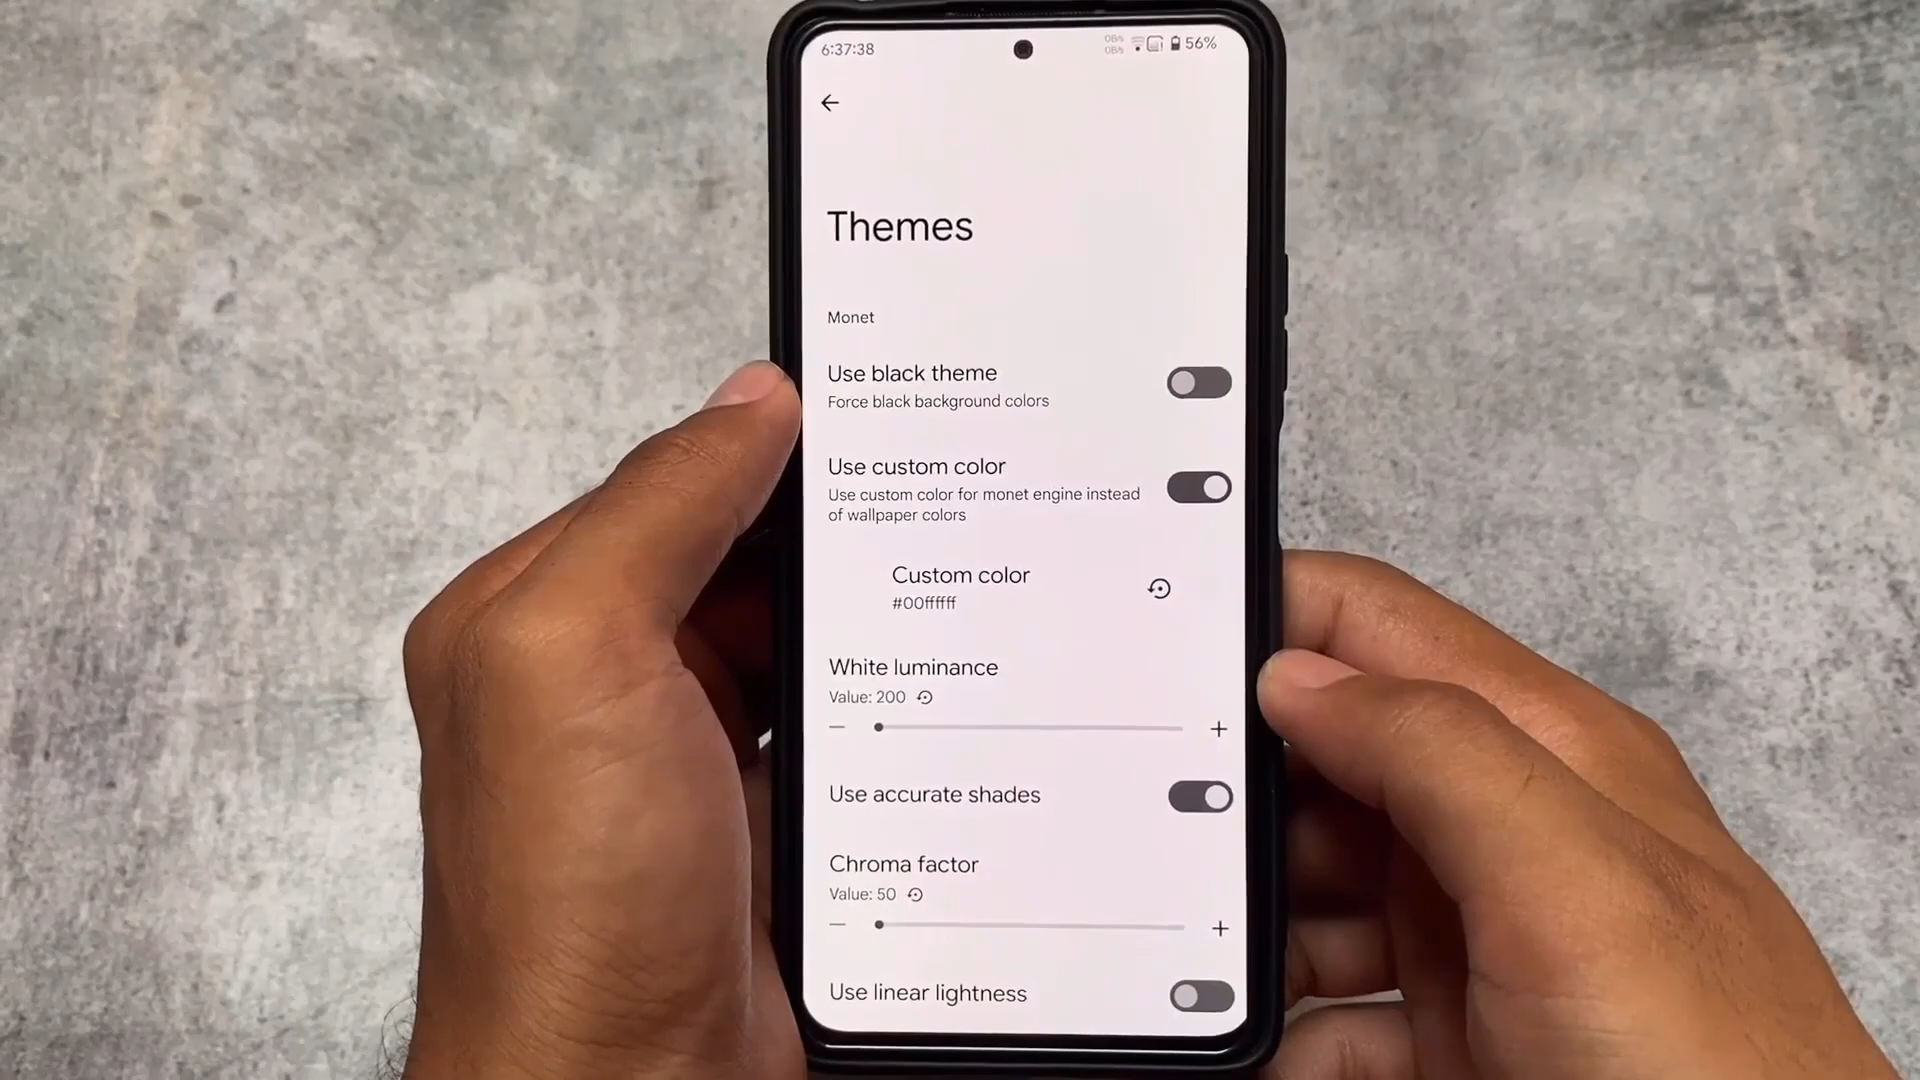 6:37:38
0B/s
0B/s
56%
Themes
Monet
Use black theme
Force black background colors
Use custom color
Use custom color for monet engine instead
of wallpaper colors
Custom color
#00ffffff
White luminance
Value: 200
Use accurate shades
Chroma factor
Value: 50
Use linear lightness